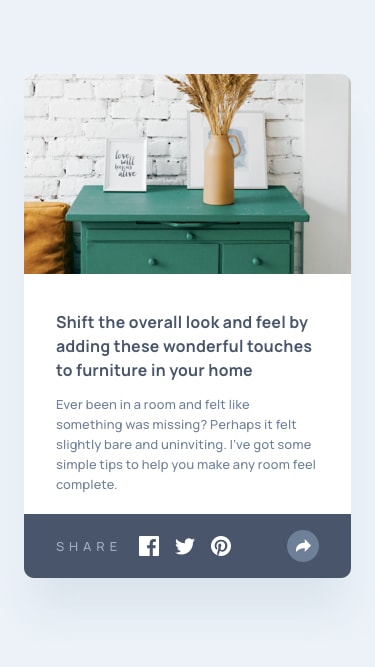 love
will
keep us
alive
Shift the overall look and feel by
adding these wonderful touches
to furniture in your home
Ever been in a room and felt like
something was missing? Perhaps it felt
slightly bare and uninviting. I've got some
simple tips to help you make any room feel
complete.
SHARE